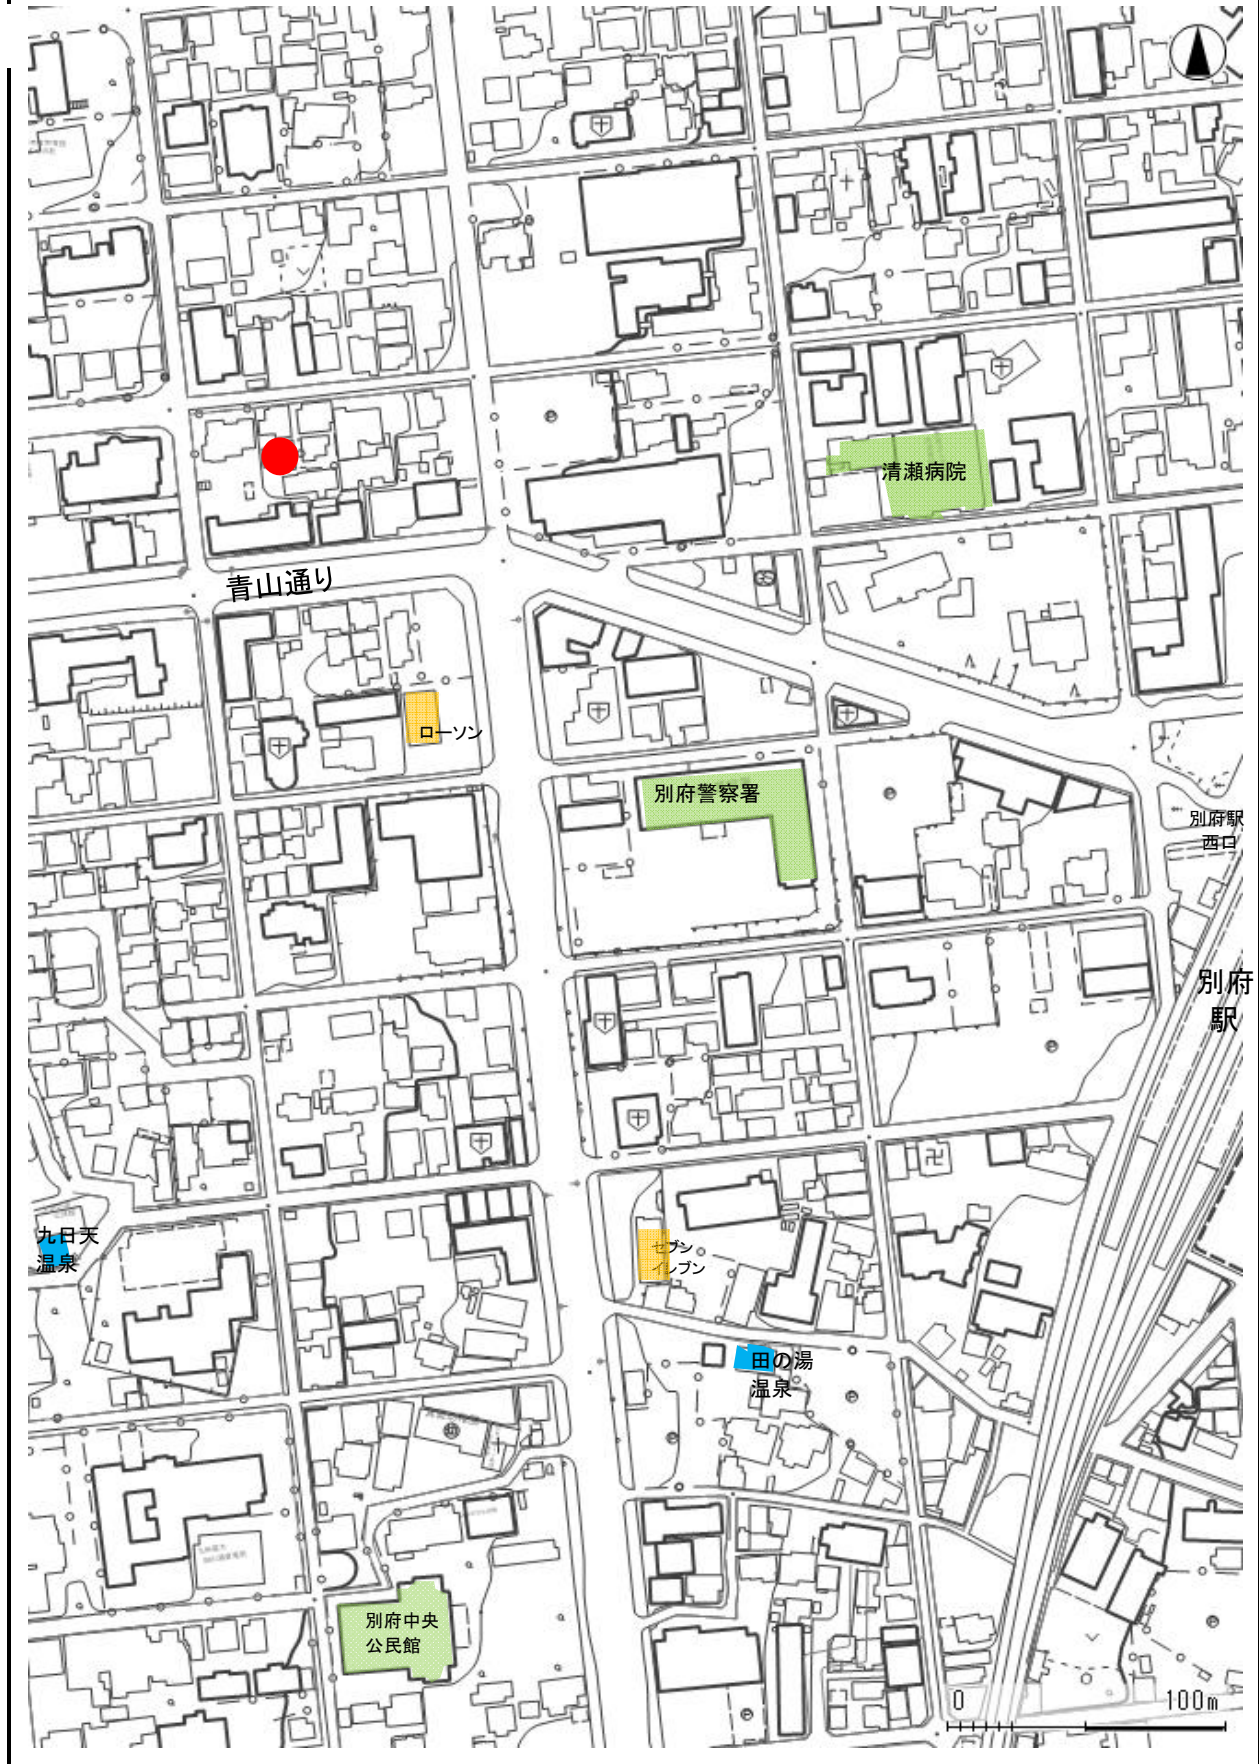 清瀬病院
青山通り
ローソン
別府警察署
別府駅
西口
別府
駅
九日天
温泉
セブン
イレブン
田の湯
温泉
別府中央
公民館
0 100m